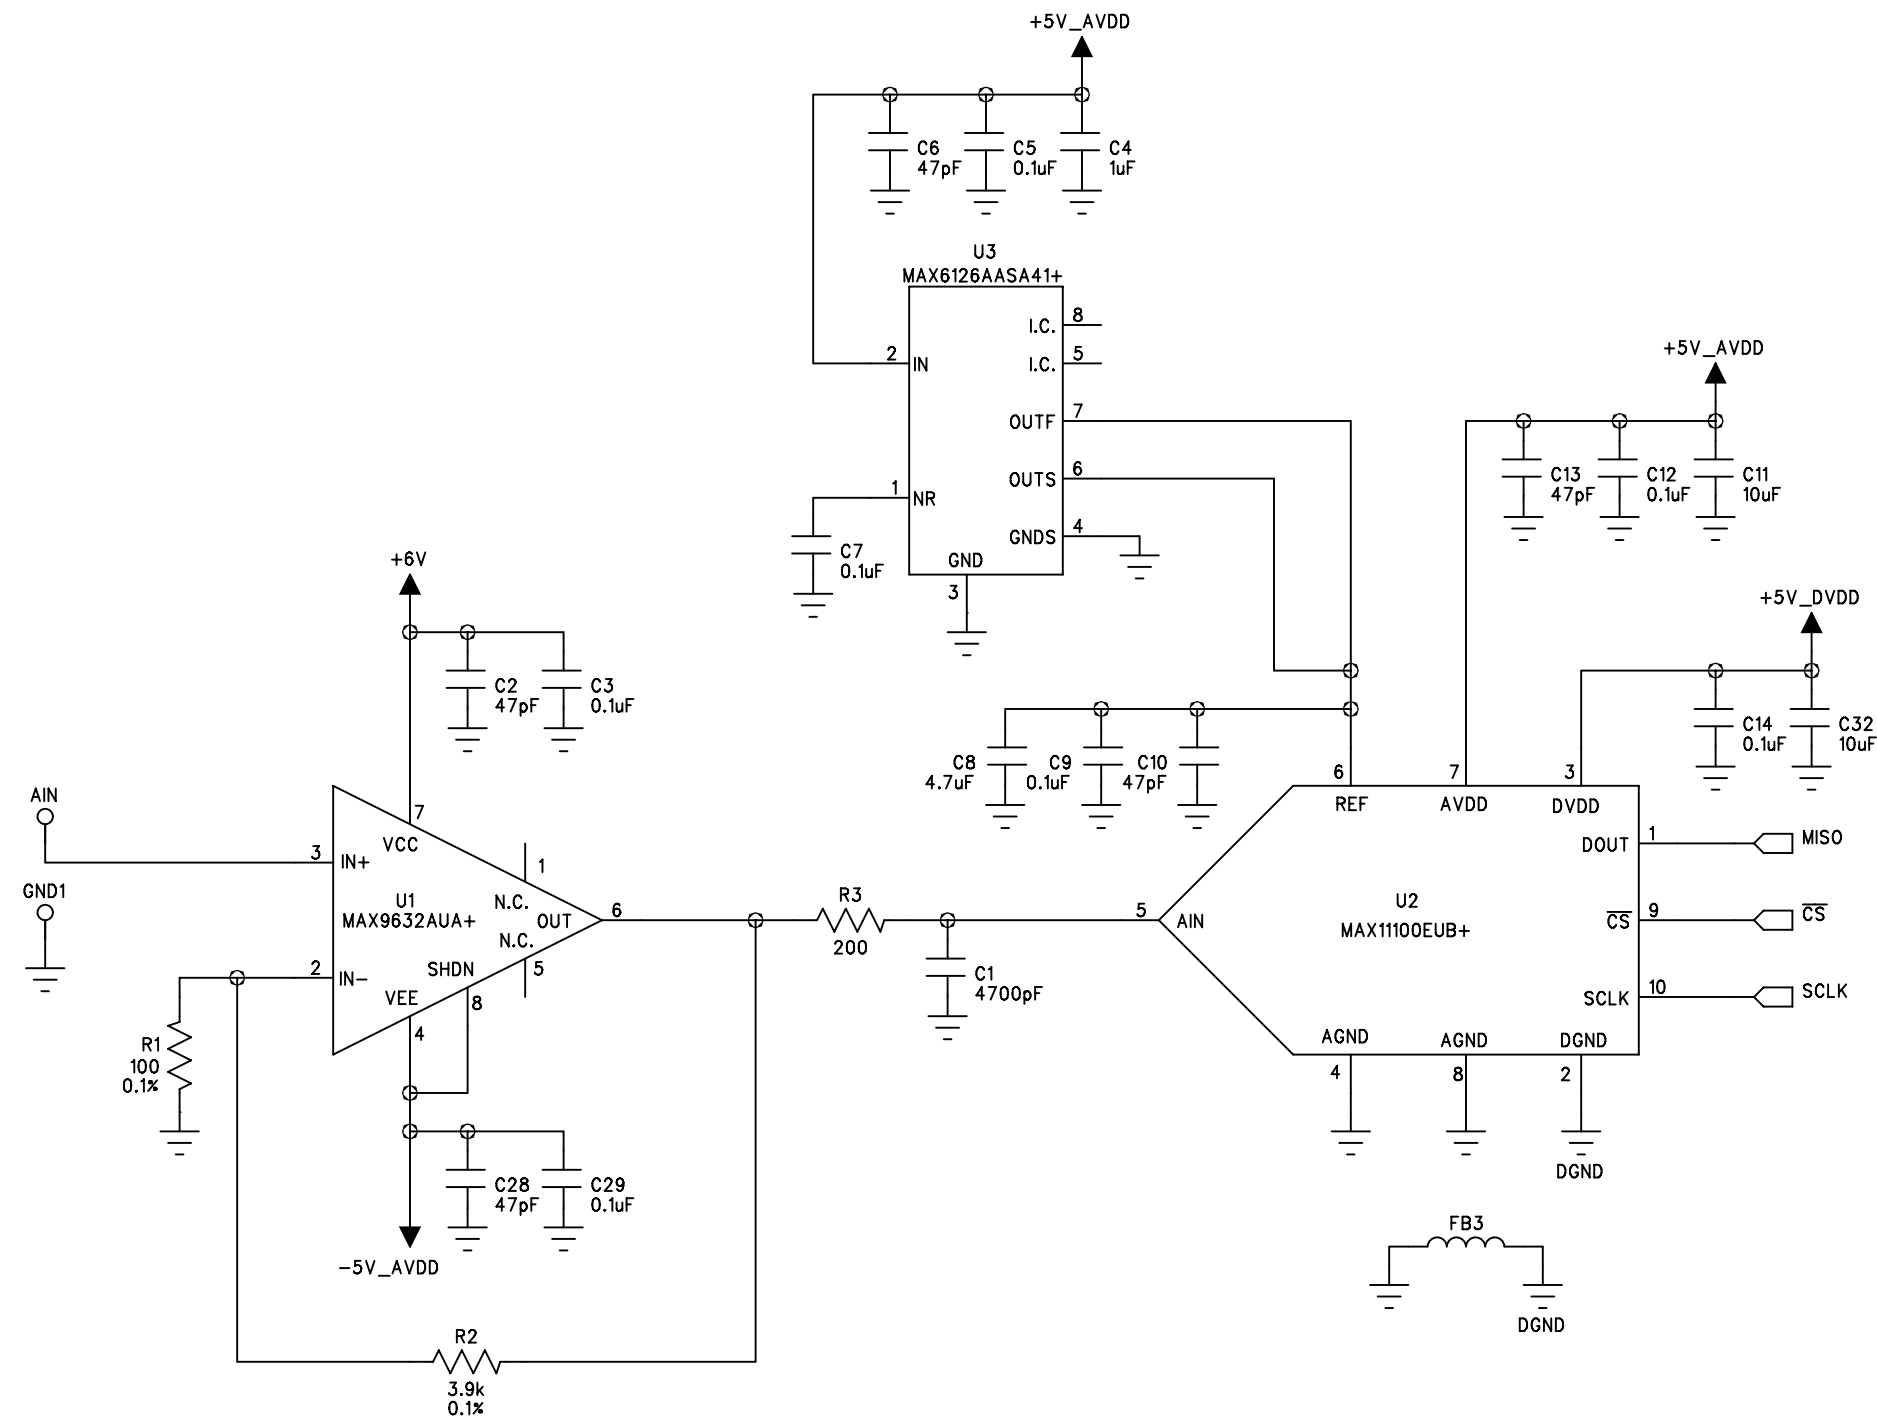 +5V_AVDD
C6
47pF
C5
0.1uF
C4
1uF
U3
MAX6126AASA41+
I.C.
8
I.C.
5
2
IN
OUTF
7
OUTS
6
1
NR
GNDS
4
GND
3
C7
0.1uF
+5V_AVDD
C13
47pF
C12
0.1uF
C11
10uF
+6V
C2
47pF
C3
0.1uF
+5V_DVDD
C14
0.1uF
C32
10uF
C8
4.7uF
C9
0.1uF
C10
47pF
AIN
GND1
3
IN+
7
VCC
1
N.C.
U1
MAX9632AUA+
OUT
6
N.C.
5
2
IN-
SHDN
8
VEE
4
R1
100
0.1%
C28
47pF
C29
0.1uF
-5V_AVDD
R2
3.9k
0.1%
R3
200
C1
4700pF
5
AIN
6
REF
7
AVDD
3
DVDD
DOUT
1
MISO
U2
MAX11100EUB+
C̅S̅
9
C̅S̅
SCLK
10
SCLK
AGND
4
AGND
8
DGND
2
DGND
FB3
DGND